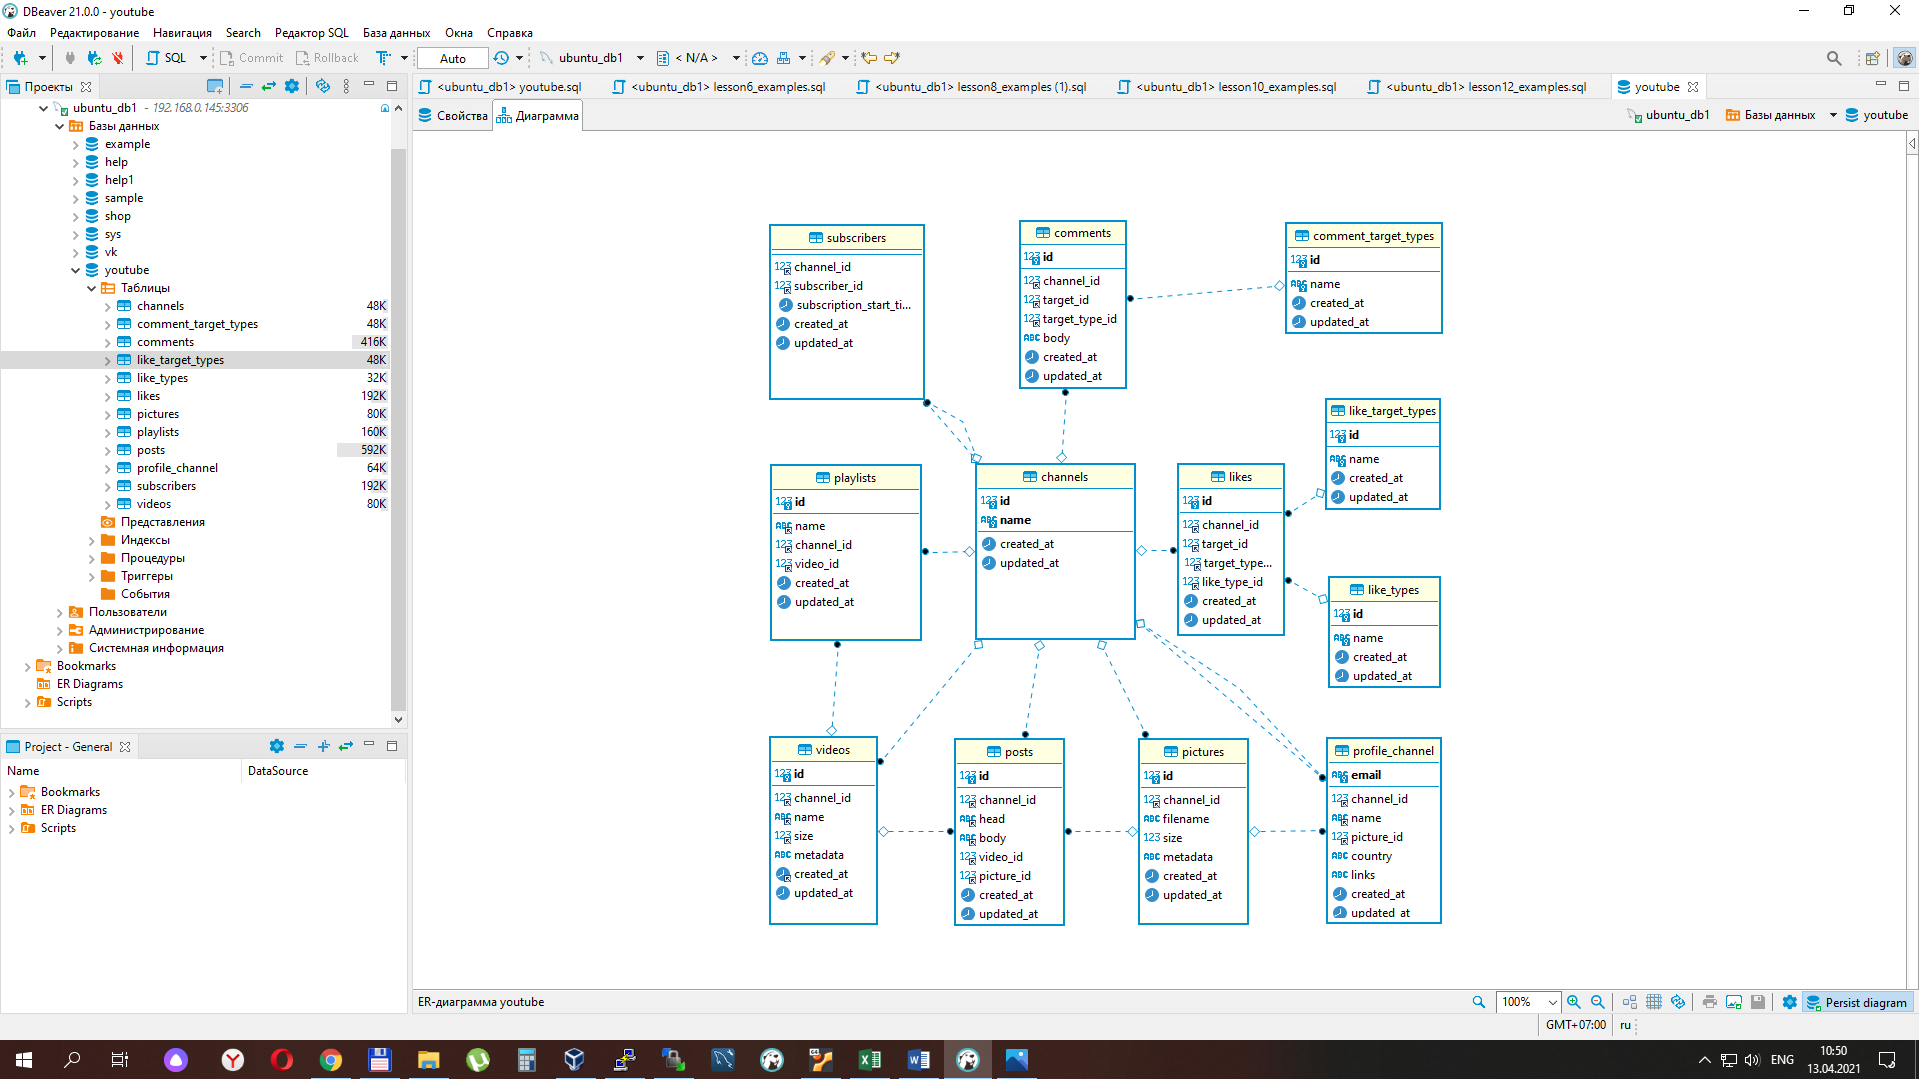 DBeaver 21.0.0 - youtube
Файл Редактирование Навигация Search Редактор SQL База данных Окна Справка
SQL Commit Rollback Auto ubuntu_db1 < N/A >
Проекты
ubuntu_db1 - 192.168.0.145:3306
Базы данных
example
help
help1
sample
shop
sys
vk
youtube
Таблицы
channels 48K
comment_target_types 48K
comments 416K
like_target_types 48K
like_types 32K
likes 192K
pictures 80K
playlists 160K
posts 592K
profile_channel 64K
subscribers 192K
videos 80K
Представления
Индексы
Процедуры
Триггеры
События
Пользователи
Администрирование
Системная информация
Bookmarks
ER Diagrams
Scripts
Project - General
Name DataSource
Bookmarks
ER Diagrams
Scripts
<ubuntu_db1> youtube.sql <ubuntu_db1> lesson6_examples.sql <ubuntu_db1> lesson8_examples (1).sql <ubuntu_db1> lesson10_examples.sql <ubuntu_db1> lesson12_examples.sql youtube
Свойства Диаграмма ubuntu_db1 Базы данных youtube
subscribers
channel_id
subscriber_id
subscription_start_ti...
created_at
updated_at
comments
id
channel_id
target_id
target_type_id
body
created_at
updated_at
comment_target_types
id
name
created_at
updated_at
like_target_types
id
name
created_at
updated_at
playlists
id
name
channel_id
video_id
created_at
updated_at
channels
id
name
created_at
updated_at
likes
id
channel_id
target_id
target_type...
like_type_id
created_at
updated_at
like_types
id
name
created_at
updated_at
videos
id
channel_id
name
size
metadata
created_at
updated_at
posts
id
channel_id
head
body
video_id
picture_id
created_at
updated_at
pictures
id
channel_id
filename
size
metadata
created_at
updated_at
profile_channel
email
channel_id
name
picture_id
country
links
created_at
updated_at
ER-диаграмма youtube 100% Persist diagram
GMT+07:00 ru
ENG 10:50
13.04.2021